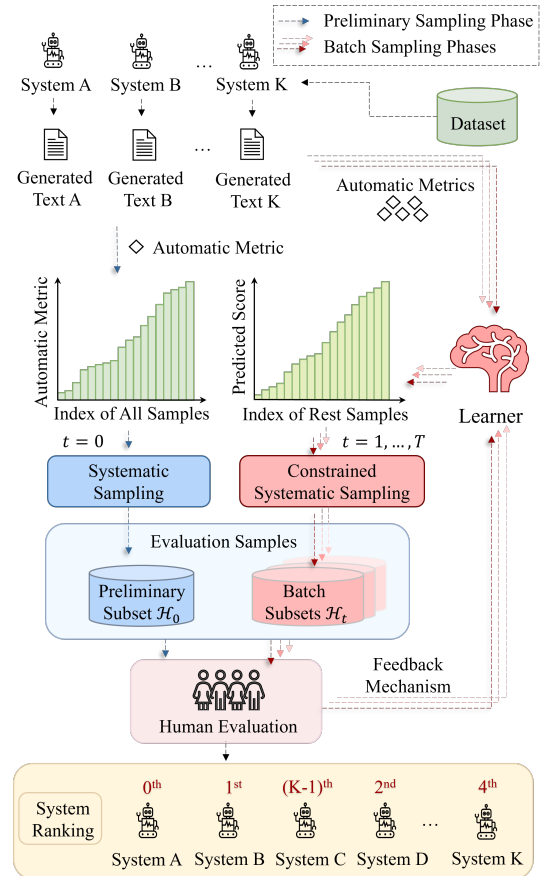 Preliminary Sampling Phase
Batch Sampling Phases
System A
System B
...
System K
Dataset
Generated
Text A
Generated
Text B
...
Generated
Text K
Automatic Metrics
Automatic Metric
Automatic Metric
Index of All Samples
Predicted Score
Index of Rest Samples
Learner
t = 0
t = 1, ..., T
Systematic
Sampling
Constrained
Systematic Sampling
Evaluation Samples
Preliminary
Subset ℋ₀
Batch
Subsets ℋₜ
Feedback
Mechanism
Human Evaluation
System
Ranking
0th
1st
(K-1)th
2nd
4th
System A
System B
System C
System D
...
System K